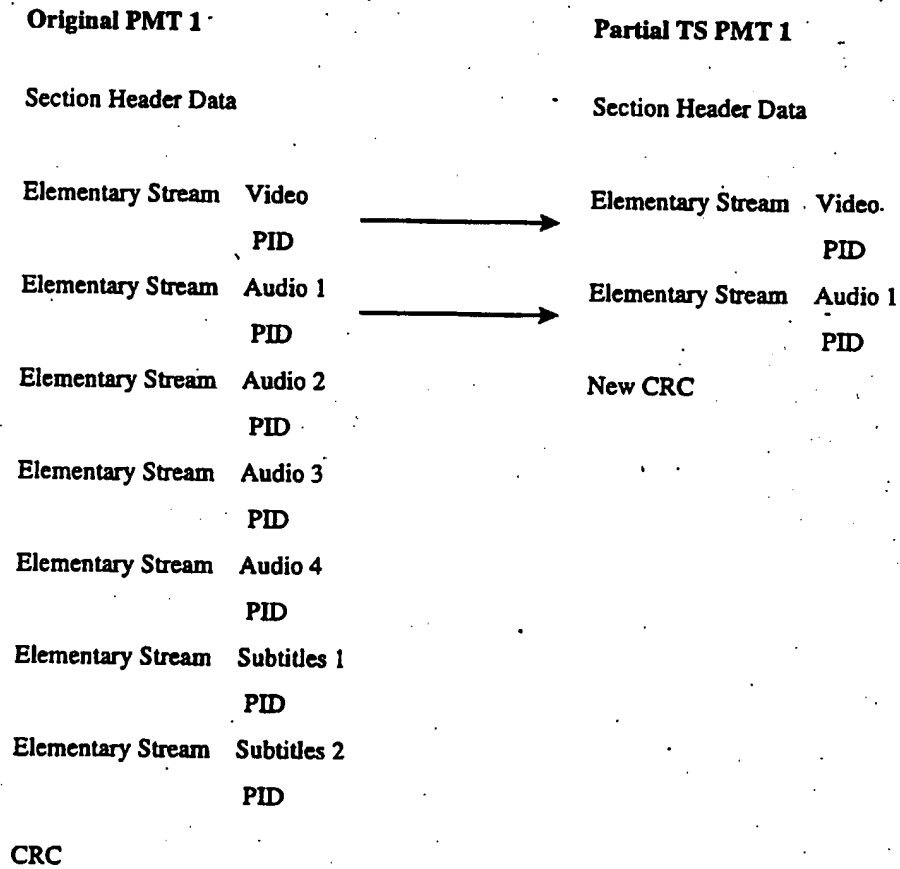 Original PMT 1
Section Header Data
Elementary Stream Video
PID
Elementary Stream Audio 1
PID
Elementary Stream Audio 2
PID
Elementary Stream Audio 3
PID
Elementary Stream Audio 4
PID
Elementary Stream Subtitles 1
PID
Elementary Stream Subtitles 2
PID
CRC
Partial TS PMT 1
Section Header Data
Elementary Stream Video
PID
Elementary Stream Audio 1
PID
New CRC